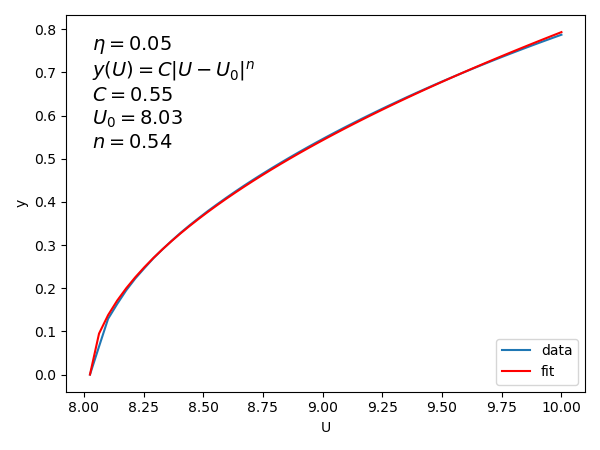 η = 0.05
y(U) = C|U − U₀|ⁿ
C = 0.55
U₀ = 8.03
n = 0.54
0.8
0.7
0.6
0.5
0.4
0.3
0.2
0.1
0.0
y
8.00 8.25 8.50 8.75 9.00 9.25 9.50 9.75 10.00
U
data
fit